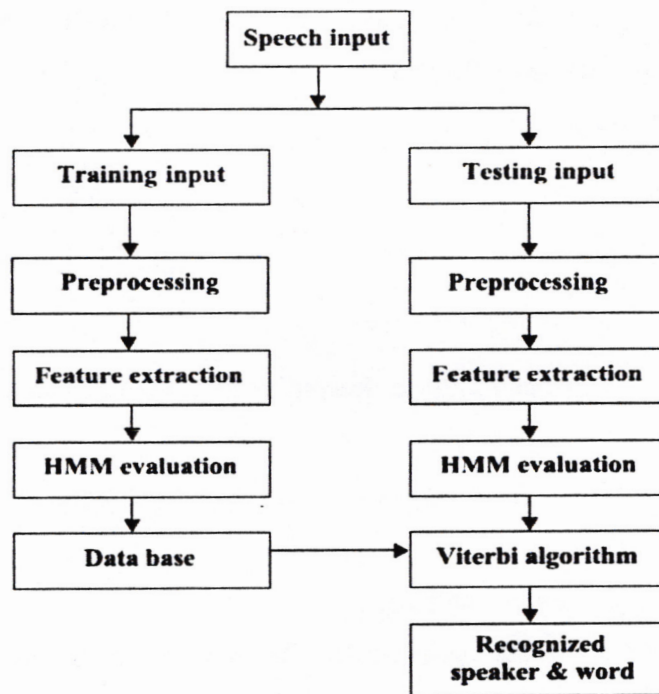 Speech input
Training input
Testing input
Preprocessing
Preprocessing
Feature extraction
Feature extraction
HMM evaluation
HMM evaluation
Data base
Viterbi algorithm
Recognized
speaker & word